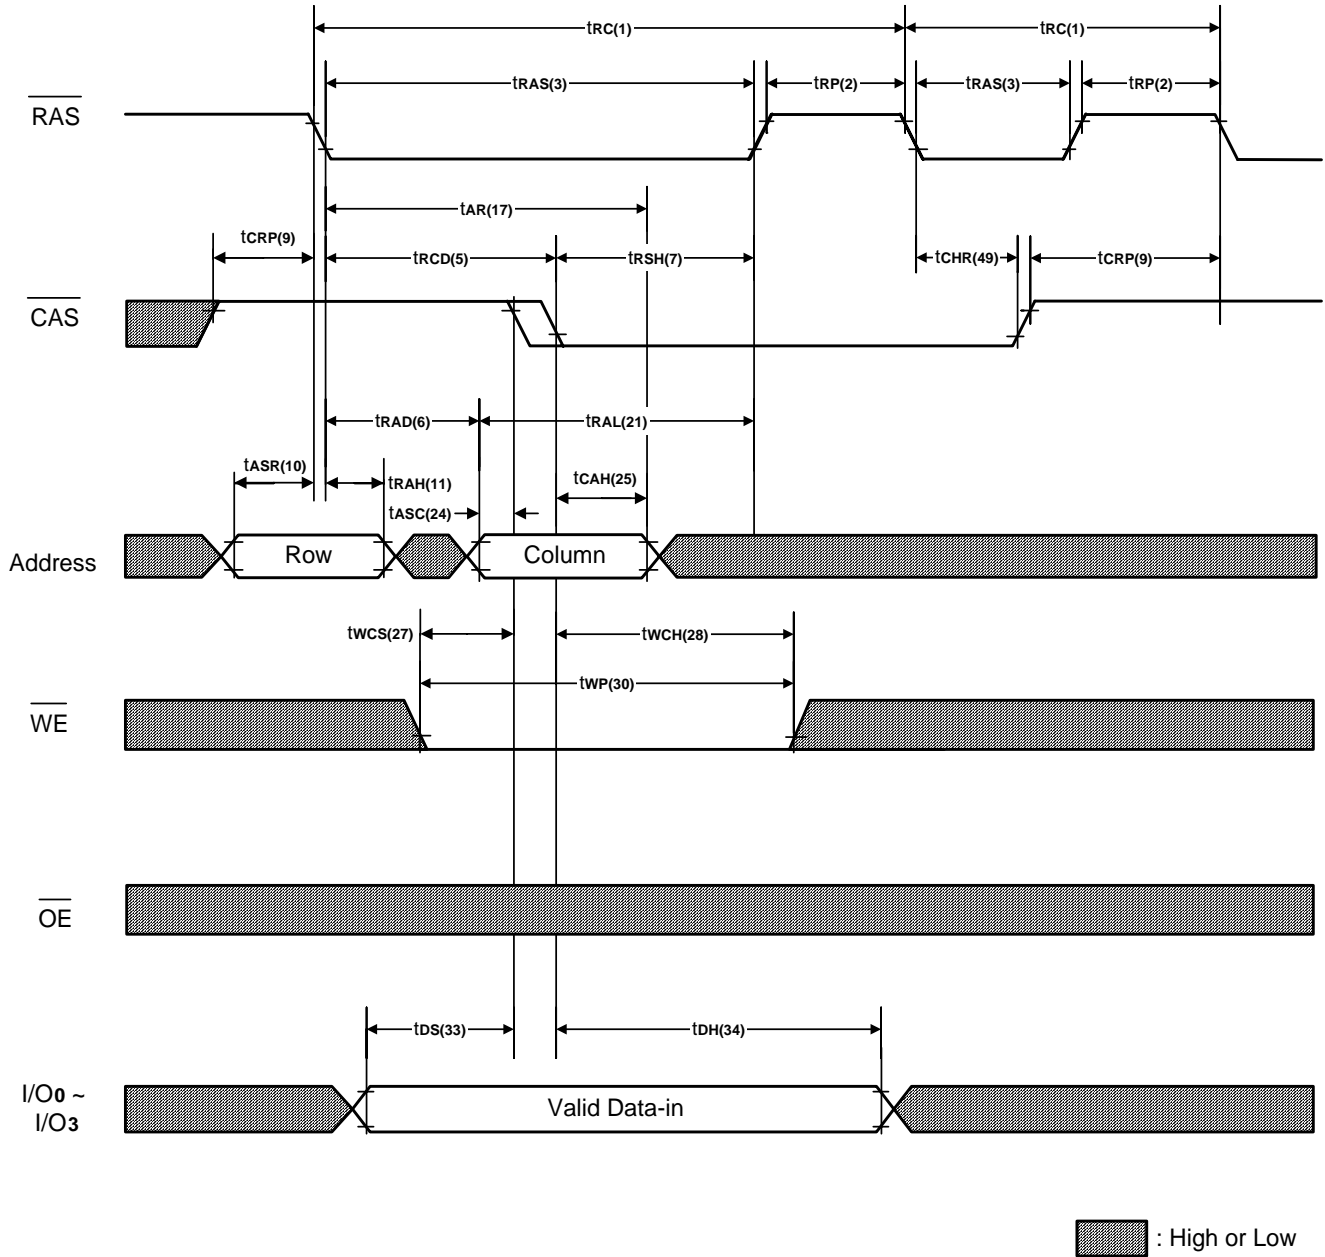 tRC(1) tRC(1)
tRAS(3) tRP(2) tRAS(3) tRP(2)
RAS
tAR(17)
tCRP(9) tRCD(5) tRSH(7) tCHR(49) tCRP(9)
CAS
tRAD(6) tRAL(21)
tASR(10) tRAH(11) tCAH(25)
tASC(24)
Address Row Column
tWCS(27) tWCH(28)
tWP(30)
WE
OE
tDS(33) tDH(34)
I/O0 ~
I/O3
Valid Data-in
: High or Low